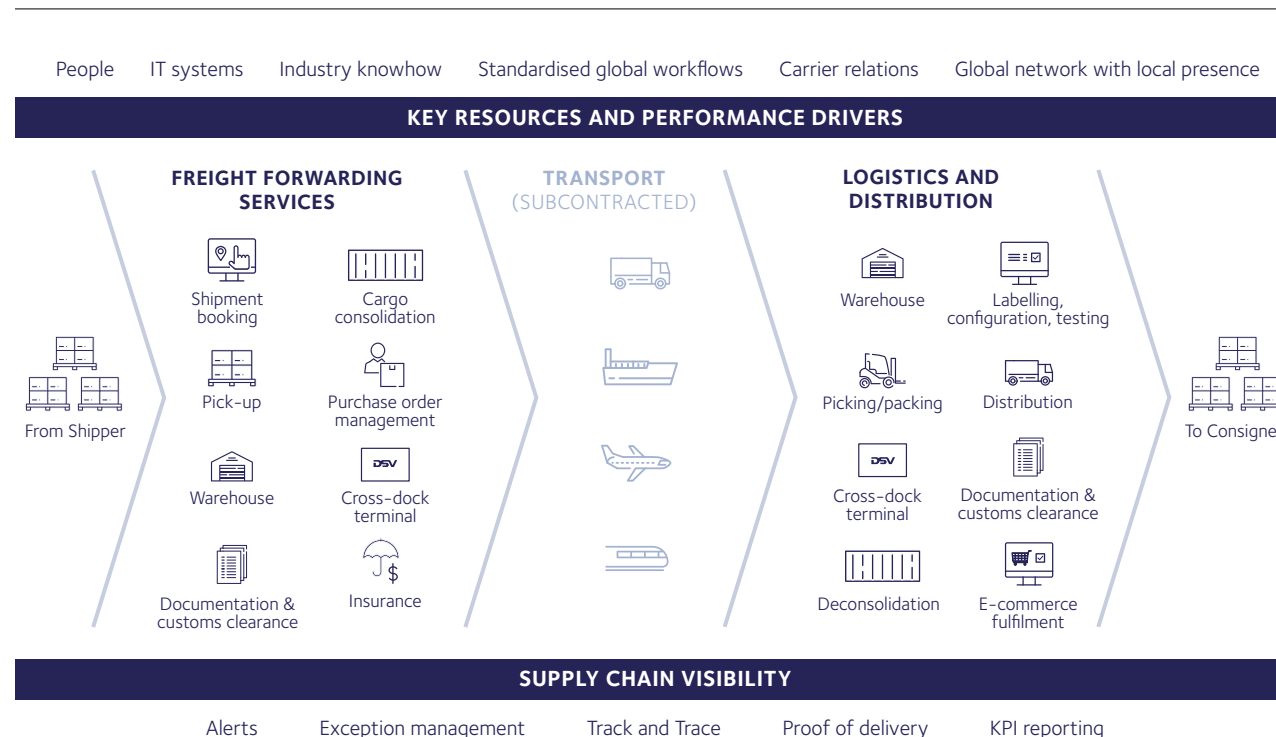 People IT systems Industry knowhow Standardised global workflows Carrier relations Global network with local presence
KEY RESOURCES AND PERFORMANCE DRIVERS
FREIGHT FORWARDING
SERVICES
TRANSPORT
(SUBCONTRACTED)
LOGISTICS AND
DISTRIBUTION
From Shipper
Shipment
booking
Cargo
consolidation
Pick-up
Purchase order
management
Warehouse
DSV
Cross-dock
terminal
Documentation &
customs clearance
$
Insurance
Warehouse
Labelling,
configuration, testing
Picking/packing
Distribution
DSV
Cross-dock
terminal
Documentation &
customs clearance
Deconsolidation
E-commerce
fulfilment
To Consigne
SUPPLY CHAIN VISIBILITY
Alerts Exception management Track and Trace Proof of delivery KPI reporting